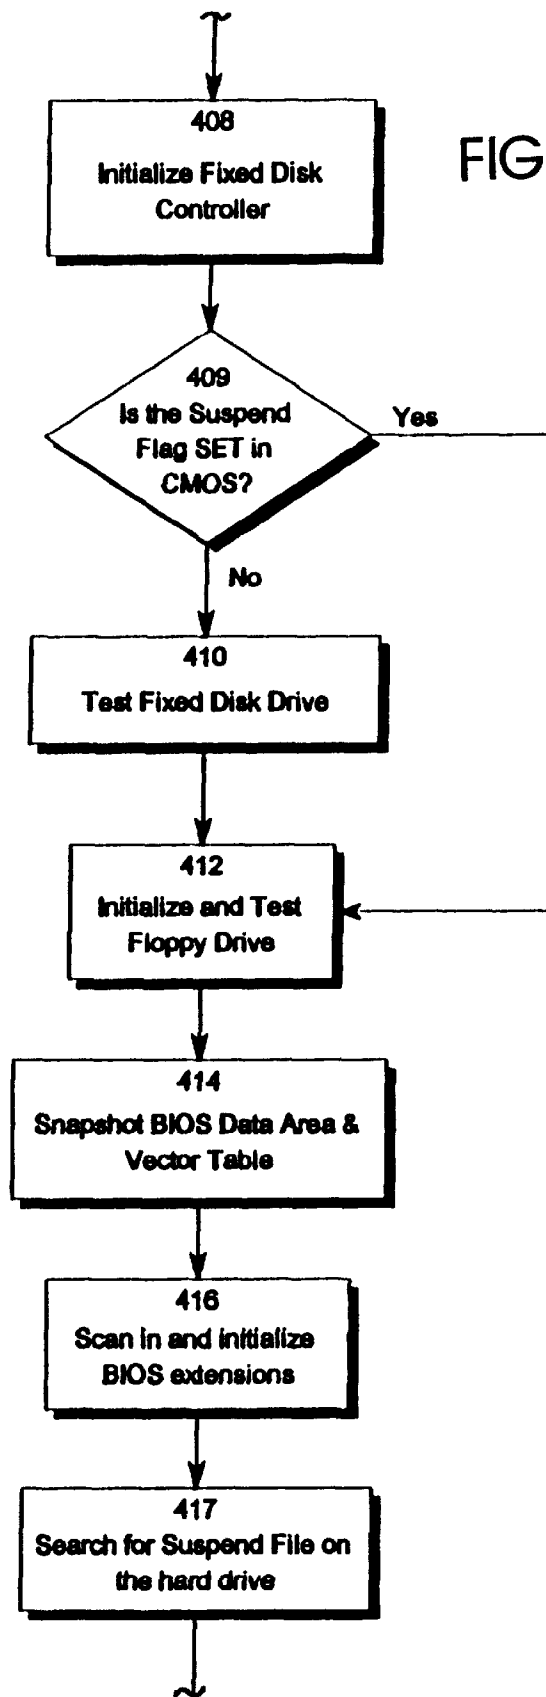 408
Initialize Fixed Disk
Controller
FIG
409
Is the Suspend
Flag SET in
CMOS?
Yes
No
410
Test Fixed Disk Drive
412
Initialize and Test
Floppy Drive
414
Snapshot BIOS Data Area &
Vector Table
416
Scan in and initialize
BIOS extensions
417
Search for Suspend File on
the hard drive